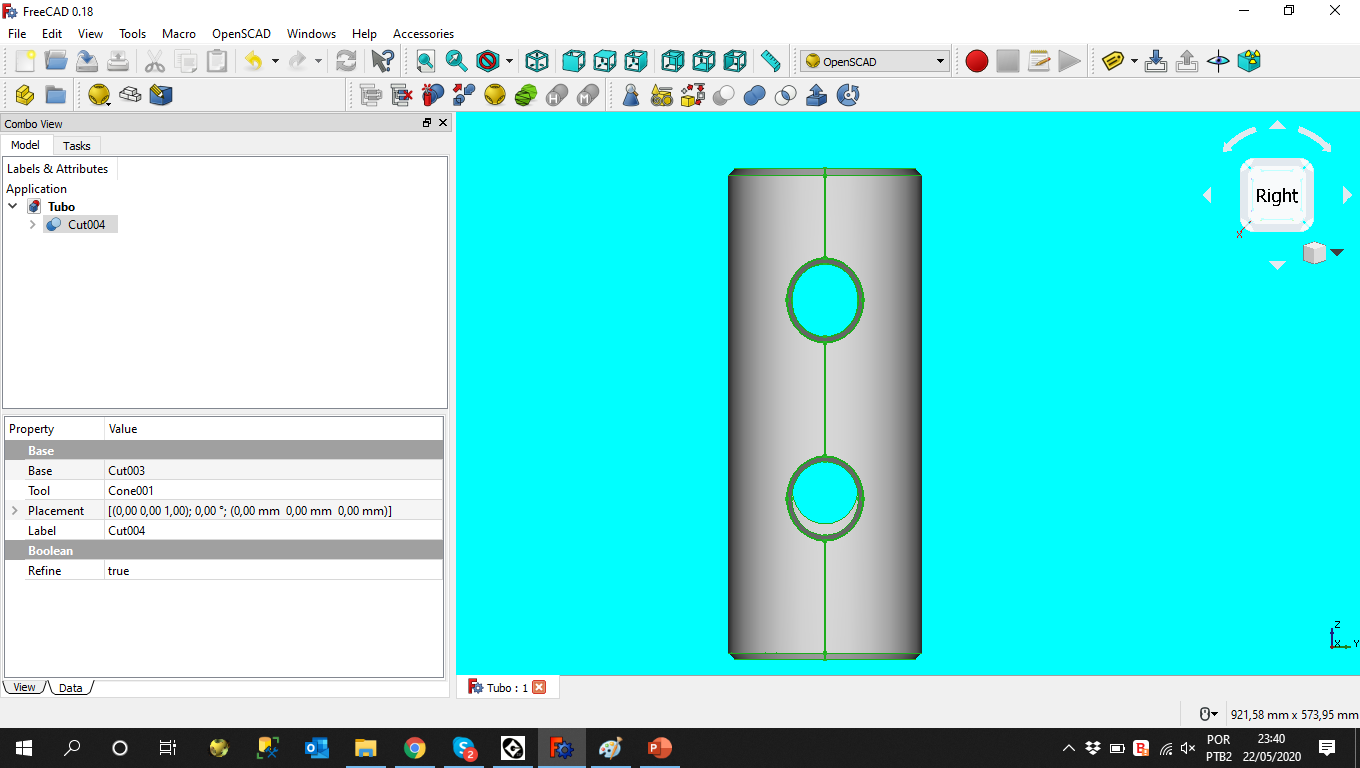 FreeCAD 0.18
File Edit View Tools Macro OpenSCAD Windows Help Accessories
OpenSCAD
Combo View
Model Tasks
Labels & Attributes
Application
Tubo
Cut004
Property Value
Base
Base Cut003
Tool Cone001
Placement [(0,00 0,00 1,00); 0,00 °; (0,00 mm 0,00 mm 0,00 mm)]
Label Cut004
Boolean
Refine true
View Data
Right
X
Z
X Y
Tubo : 1
921,58 mm x 573,95 mm
POR 23:40
PTB2 22/05/2020